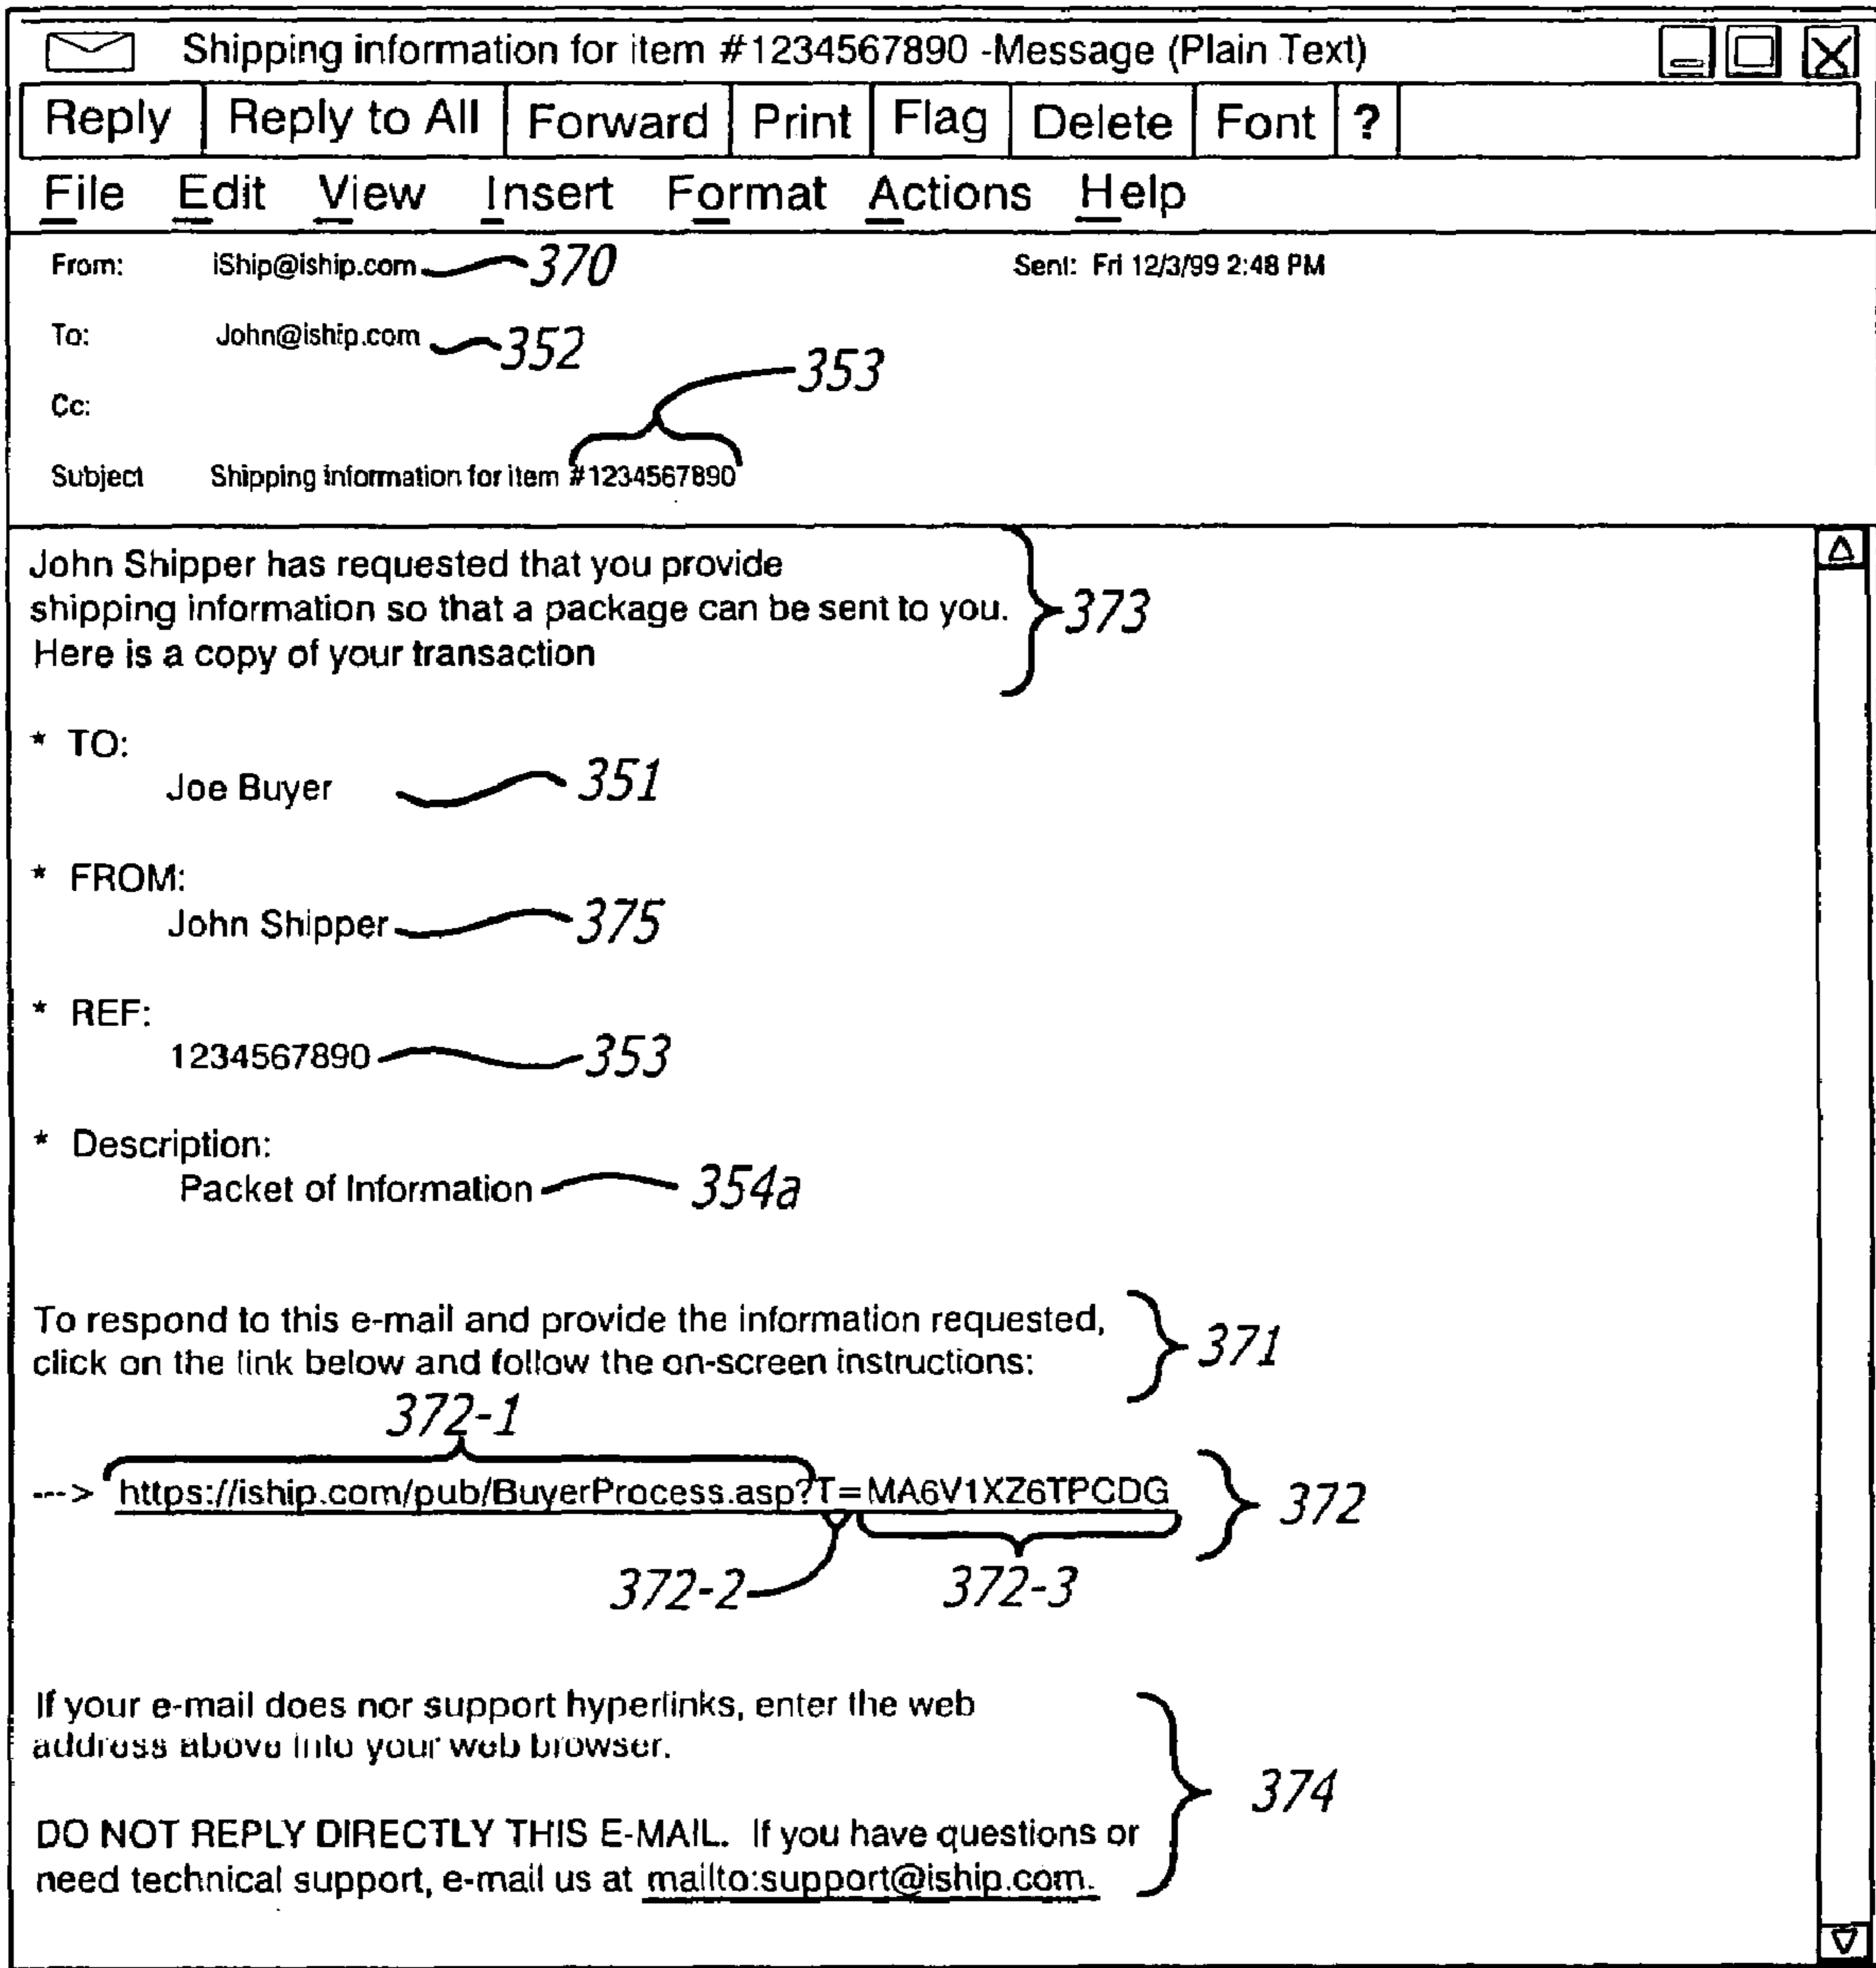 Shipping information for item #1234567890 -Message (Plain Text)
Reply Reply to All Forward Print Flag Delete Font ?
File Edit View Insert Format Actions Help
From: iShip@iship.com 370 Sent: Fri 12/3/99 2:48 PM
To: John@iship.com 352
353
Cc:
Subject Shipping information for item #1234567890
John Shipper has requested that you provide
shipping information so that a package can be sent to you. 373
Here is a copy of your transaction
* TO:
Joe Buyer 351
* FROM:
John Shipper 375
* REF:
1234567890 353
* Description:
Packet of Information 354a
To respond to this e-mail and provide the information requested,
click on the link below and follow the on-screen instructions: 371
372-1
---> https://iship.com/pub/BuyerProcess.asp?T=MA6V1XZ6TPCDG 372
372-2 372-3
If your e-mail does nor support hyperlinks, enter the web
address above into your web browser.
374
DO NOT REPLY DIRECTLY THIS E-MAIL. If you have questions or
need technical support, e-mail us at mailto:support@iship.com.